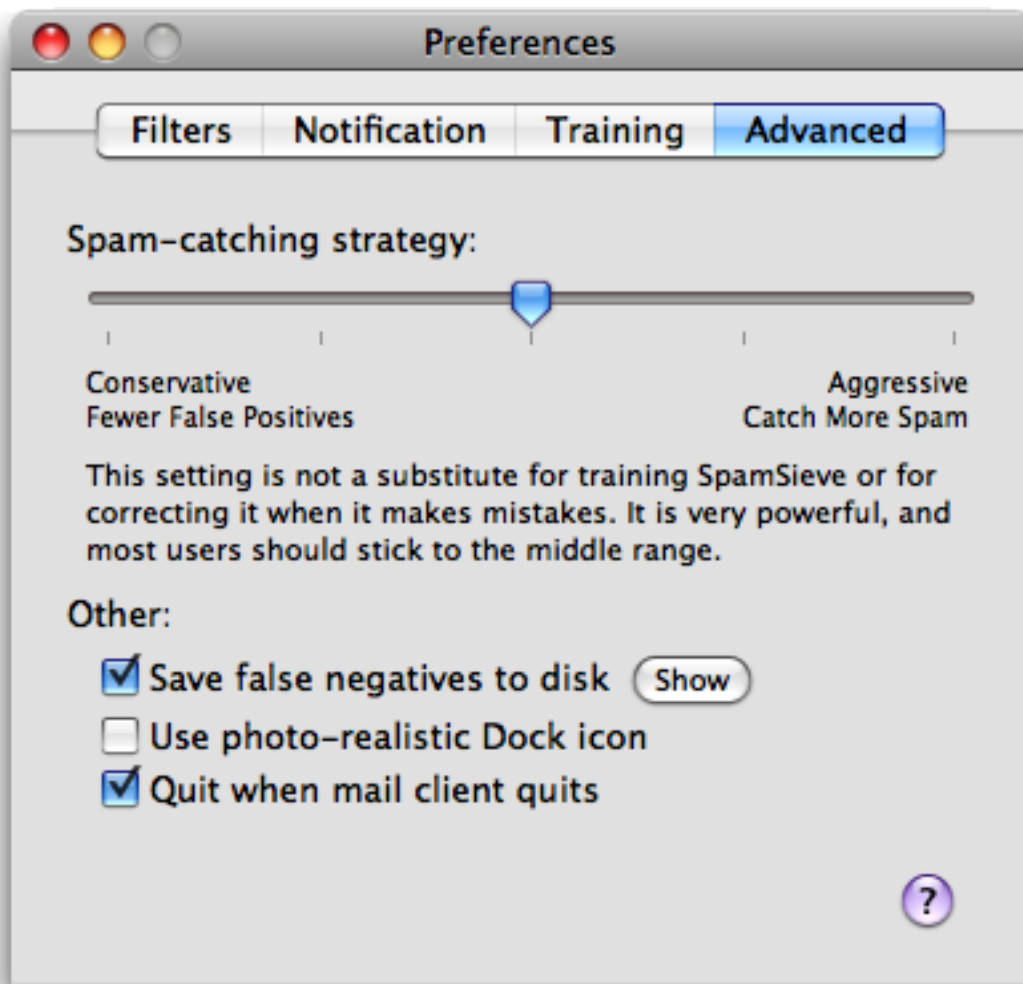 Preferences
Filters Notification Training Advanced
Spam-catching strategy:
Conservative Aggressive
Fewer False Positives Catch More Spam
This setting is not a substitute for training SpamSieve or for
correcting it when it makes mistakes. It is very powerful, and
most users should stick to the middle range.
Other:
Save false negatives to disk Show
Use photo-realistic Dock icon
Quit when mail client quits
?